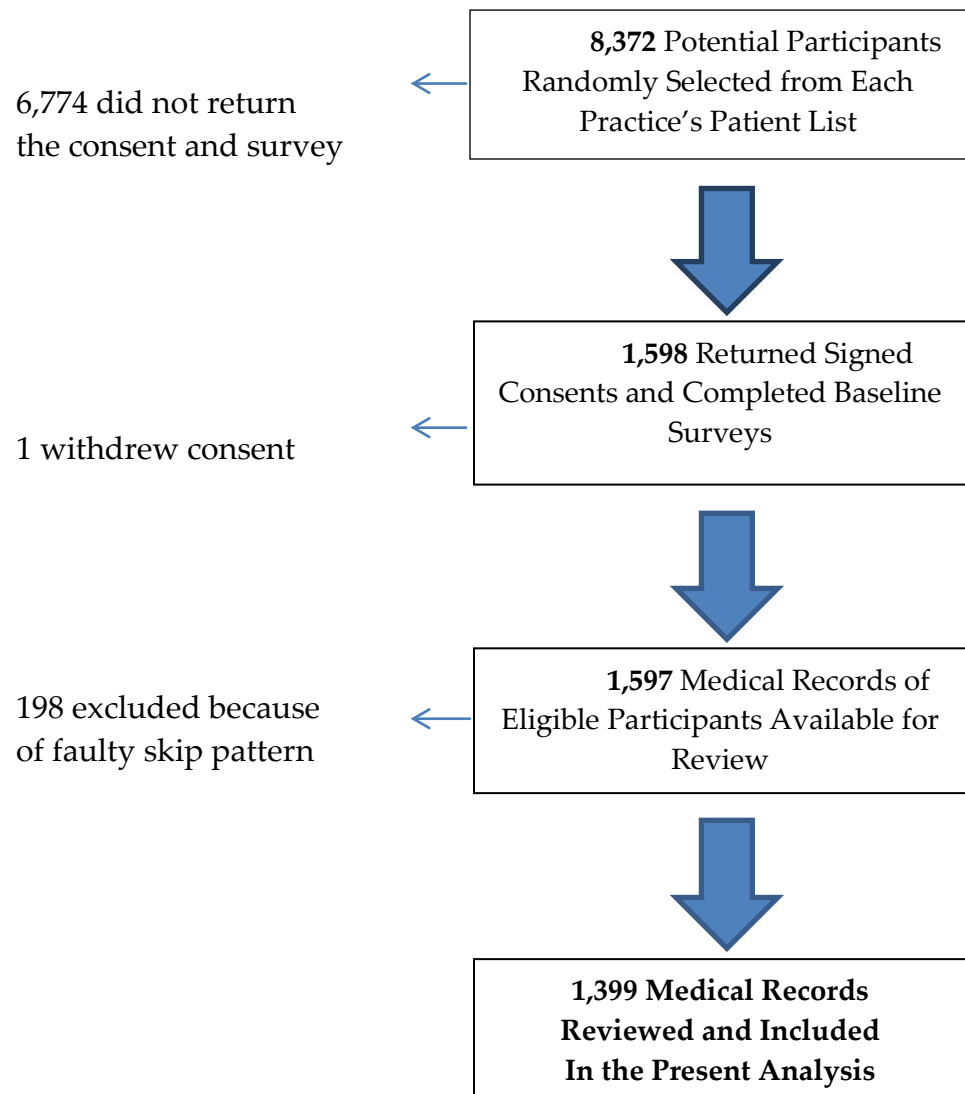 8,372 Potential Participants
Randomly Selected from Each
Practice’s Patient List
6,774 did not return
the consent and survey
1,598 Returned Signed
Consents and Completed Baseline
Surveys
1 withdrew consent
1,597 Medical Records of
Eligible Participants Available for
Review
198 excluded because
of faulty skip pattern
1,399 Medical Records
Reviewed and Included
In the Present Analysis